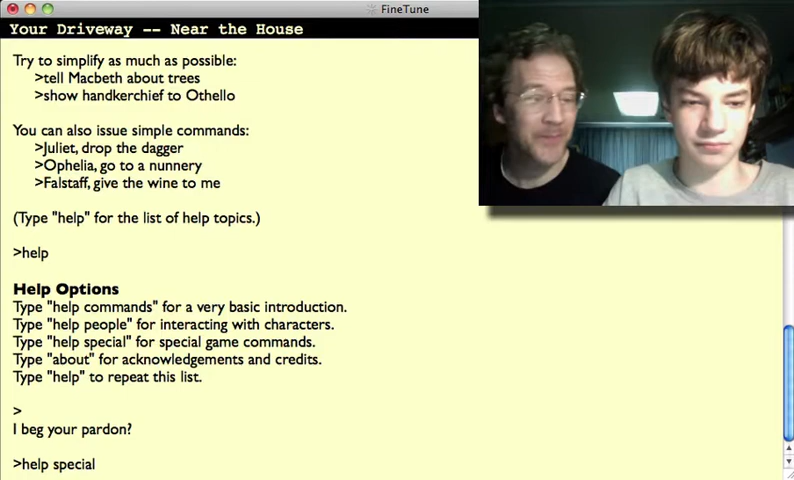 FineTune
Your Driveway -- Near the House
Try to simplify as much as possible:
>tell Macbeth about trees
>show handkerchief to Othello
You can also issue simple commands:
>Juliet, drop the dagger
>Ophelia, go to a nunnery
>Falstaff, give the wine to me
(Type "help" for the list of help topics.)
>help
Help Options
Type "help commands" for a very basic introduction.
Type "help people" for interacting with characters.
Type "help special" for special game commands.
Type "about" for acknowledgements and credits.
Type "help" to repeat this list.
>
I beg your pardon?
>help special